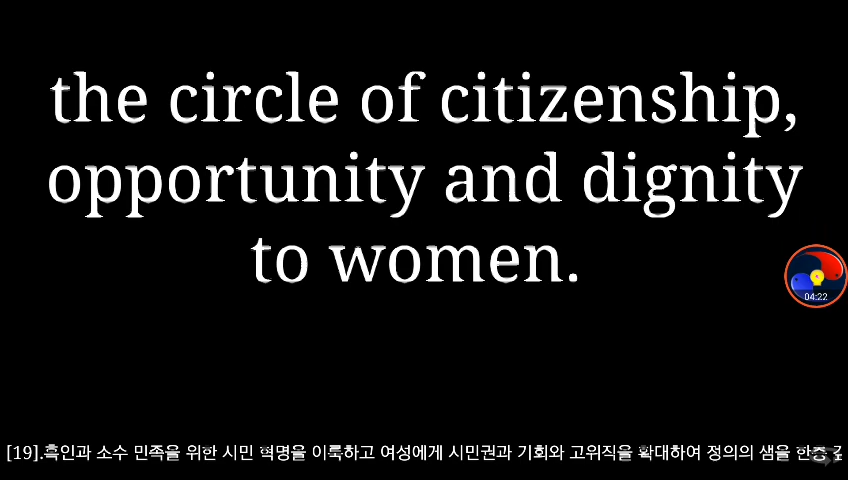 the circle of citizenship,
opportunity and dignity
to women.
04:22
[19].흑인과 소수 민족을 위한 시민 혁명을 이룩하고 여성에게 시민권과 기회와 고위직을 확대하여 정의의 샘을 한층